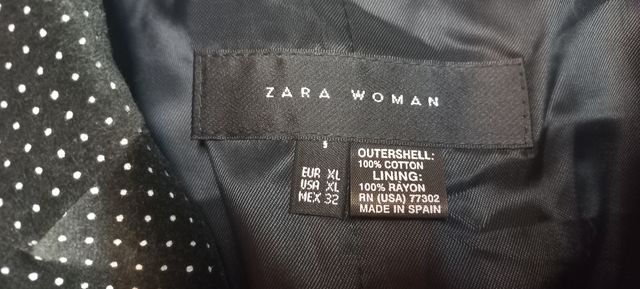 ZARA WOMAN
EUR XL
USA XL
MEX 32
OUTERSHELL:
100% COTTON
LINING:
100% RAYON
RN (USA) 77302
MADE IN SPAIN